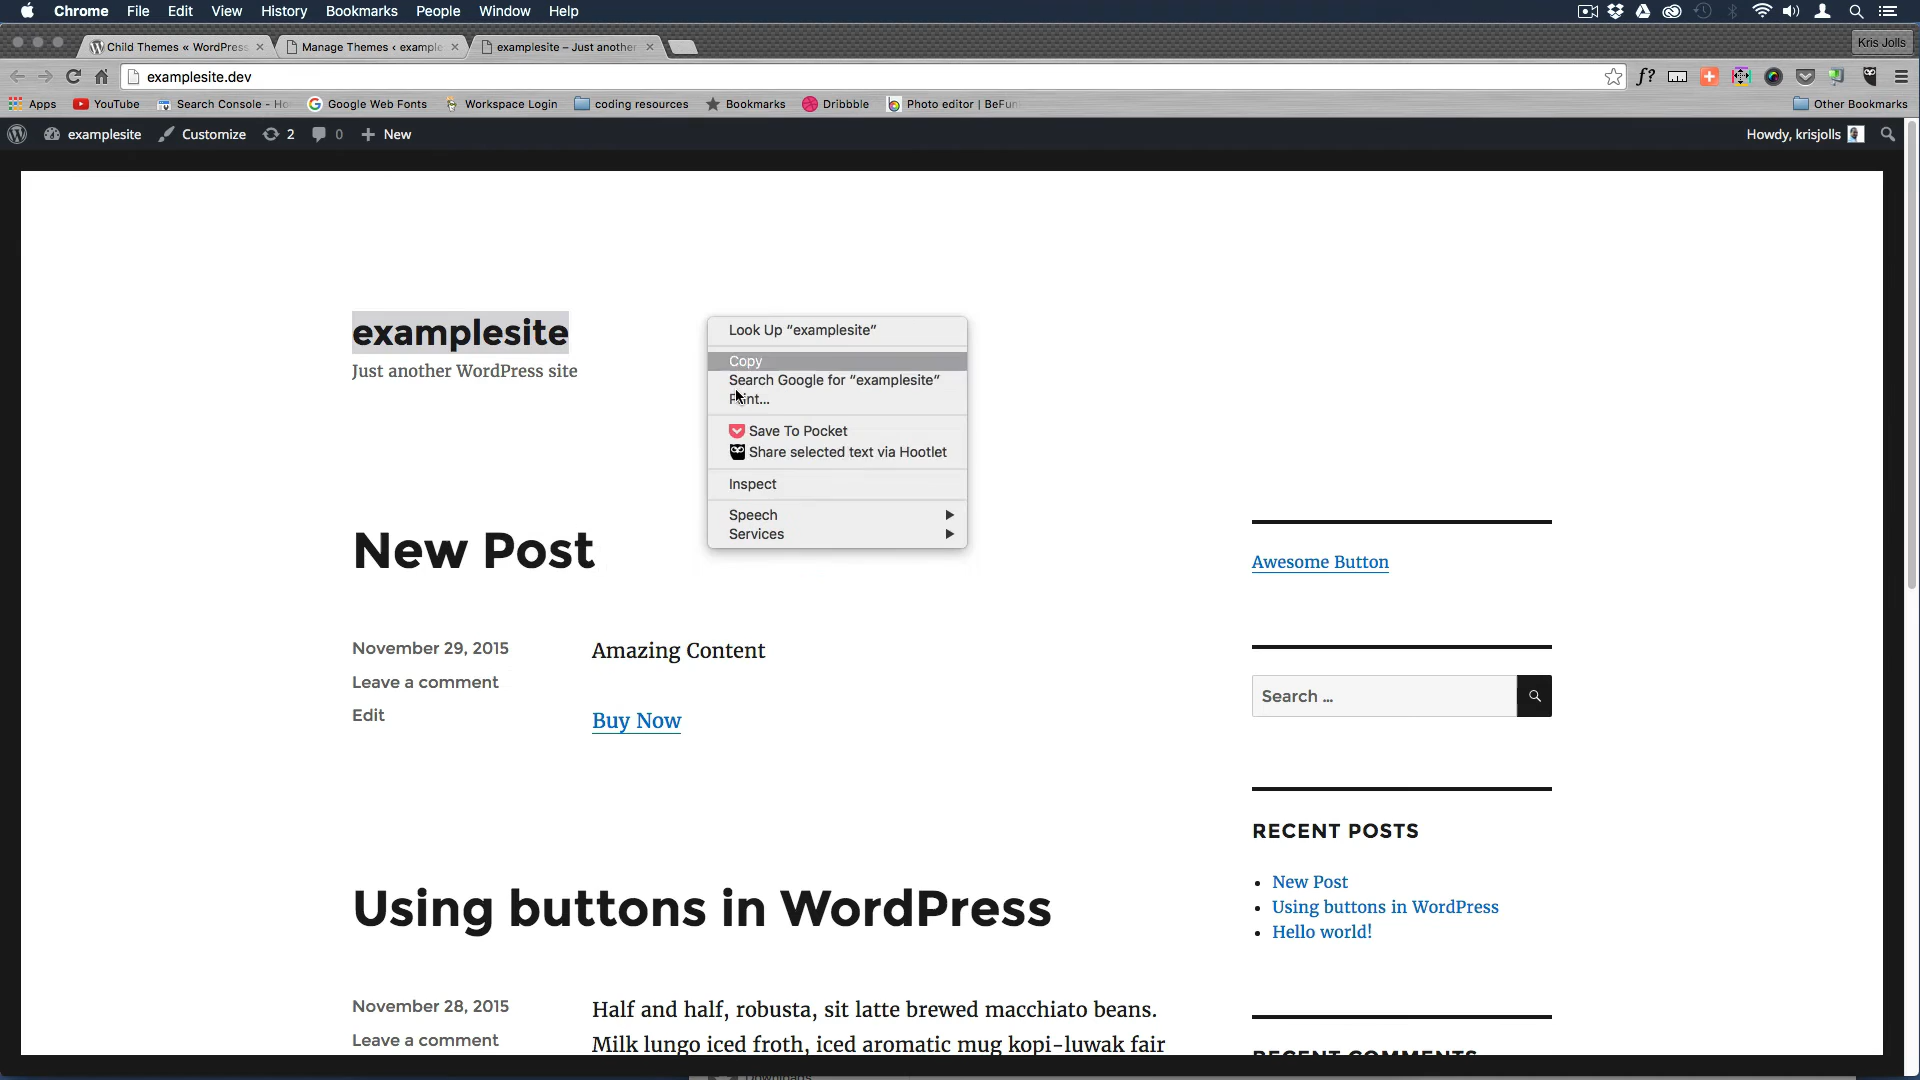 Chrome File Edit View History Bookmarks People Window Help
Child Themes « WordPress Manage Themes ‹ example examplesite – Just another Kris Jolls
examplesite.dev f?
Apps YouTube Search Console - Ho Google Web Fonts Workspace Login coding resources Bookmarks Dribbble Photo editor | BeFun Other Bookmarks
examplesite Customize 2 0 New Howdy, krisjolls
examplesite
Just another WordPress site
Look Up “examplesite”
Copy
Search Google for “examplesite”
Print...
Save To Pocket
Share selected text via Hootlet
Inspect
Speech
Services
New Post
November 29, 2015
Leave a comment
Edit
Amazing Content
Buy Now
Awesome Button
Search …
RECENT POSTS
New Post
Using buttons in WordPress
Hello world!
Using buttons in WordPress
November 28, 2015
Leave a comment
Half and half, robusta, sit latte brewed macchiato beans.
Milk lungo iced froth, iced aromatic mug kopi-luwak fair
RECENT COMMENTS